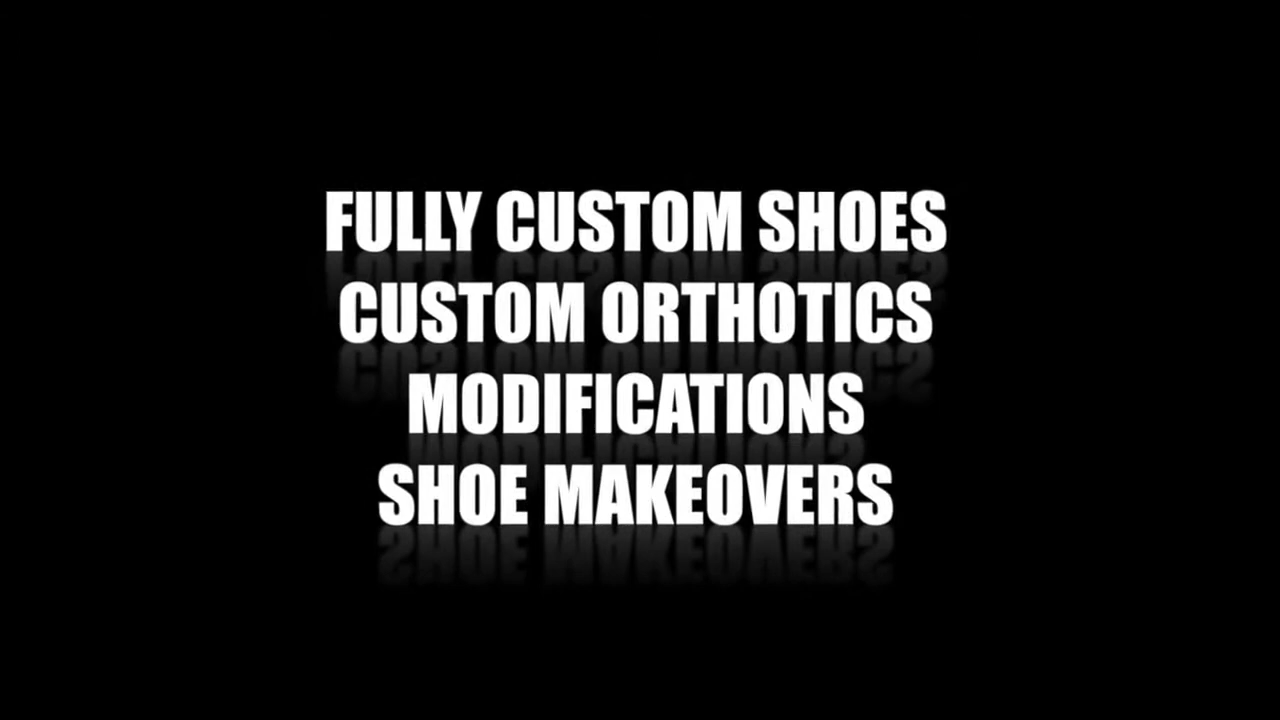 FULLY CUSTOM SHOES
CUSTOM ORTHOTICS
MODIFICATIONS
SHOE MAKEOVERS